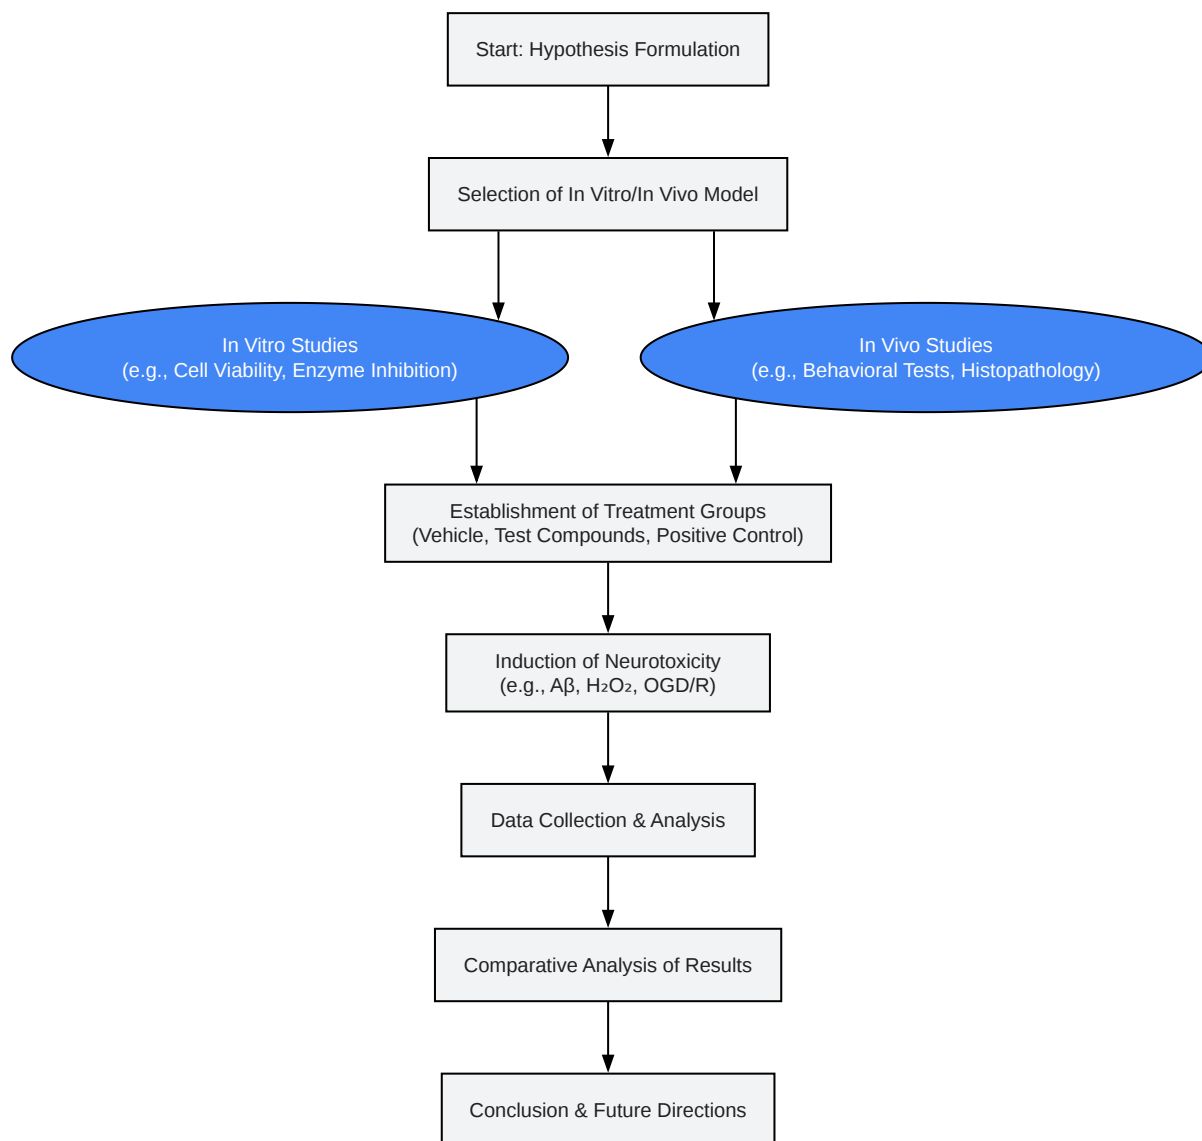 Start: Hypothesis Formulation
Selection of In Vitro/In Vivo Model
In Vitro Studies
(e.g., Cell Viability, Enzyme Inhibition)
In Vivo Studies
(e.g., Behavioral Tests, Histopathology)
Establishment of Treatment Groups
(Vehicle, Test Compounds, Positive Control)
Induction of Neurotoxicity
(e.g., Aβ, H₂O₂, OGD/R)
Data Collection & Analysis
Comparative Analysis of Results
Conclusion & Future Directions